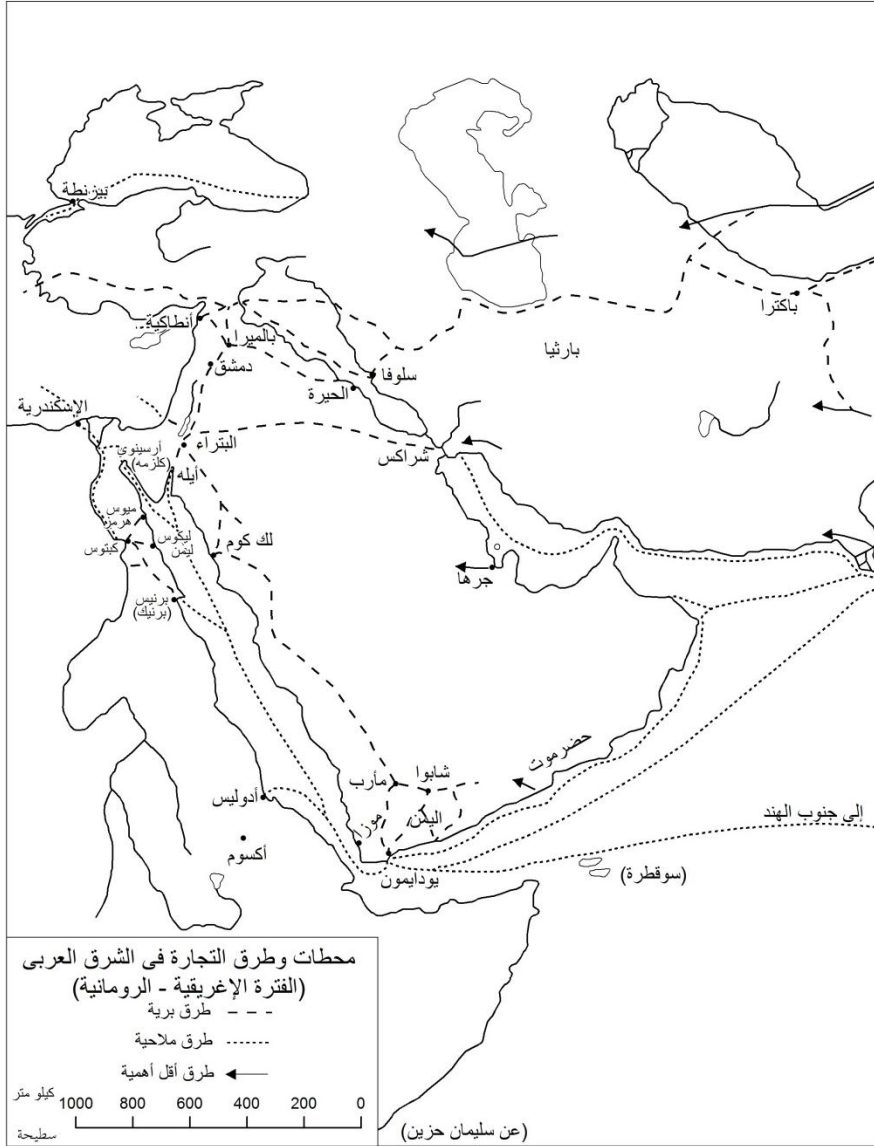 بيزنطة
باكترا
أنطاكية
بالميرا
بارثيا
سلوفا
دمشق
الحيرة
الإسكندرية
البتراء
شراكس
أرسينوي
(كلزمه)
أيله
ميوس
هرمز
ليكوس
ليمن
كبتوس
لك كوم
جرها
برنيس
(برنيك)
حضرموت
شابوا
مأرب
أدوليس
موزا
اليمن
إلى جنوب الهند
أكسوم
يودايمون
(سوقطرة)
محطات وطرق التجارة فى الشرق العربى
(الفترة الإغريقية - الرومانية)
طرق برية
طرق ملاحية
طرق أقل أهمية
كيلو متر
1000 800 600 400 200 0
سطيحة
(عن سليمان حزين)